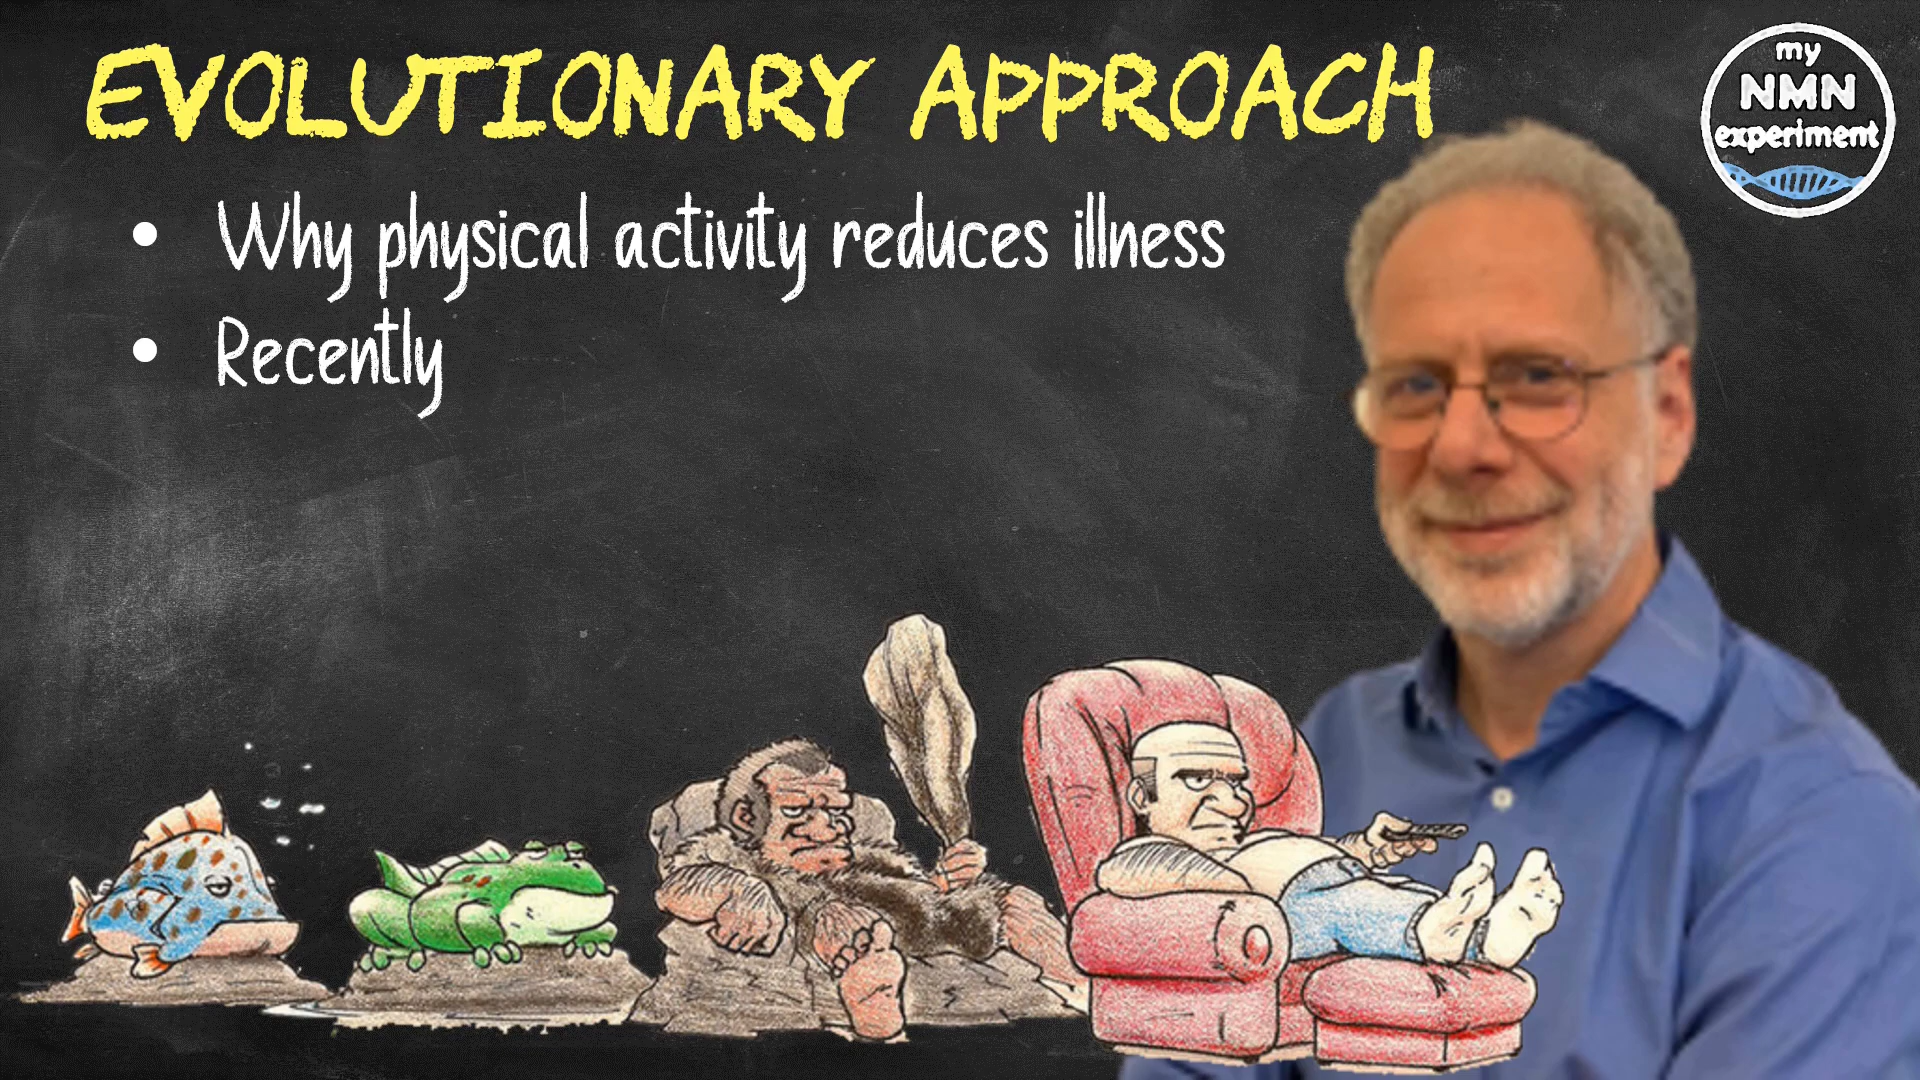 EVOLUTIONARY APPROACH
my
NMN
experiment
• Why physical activity reduces illness
• Recently